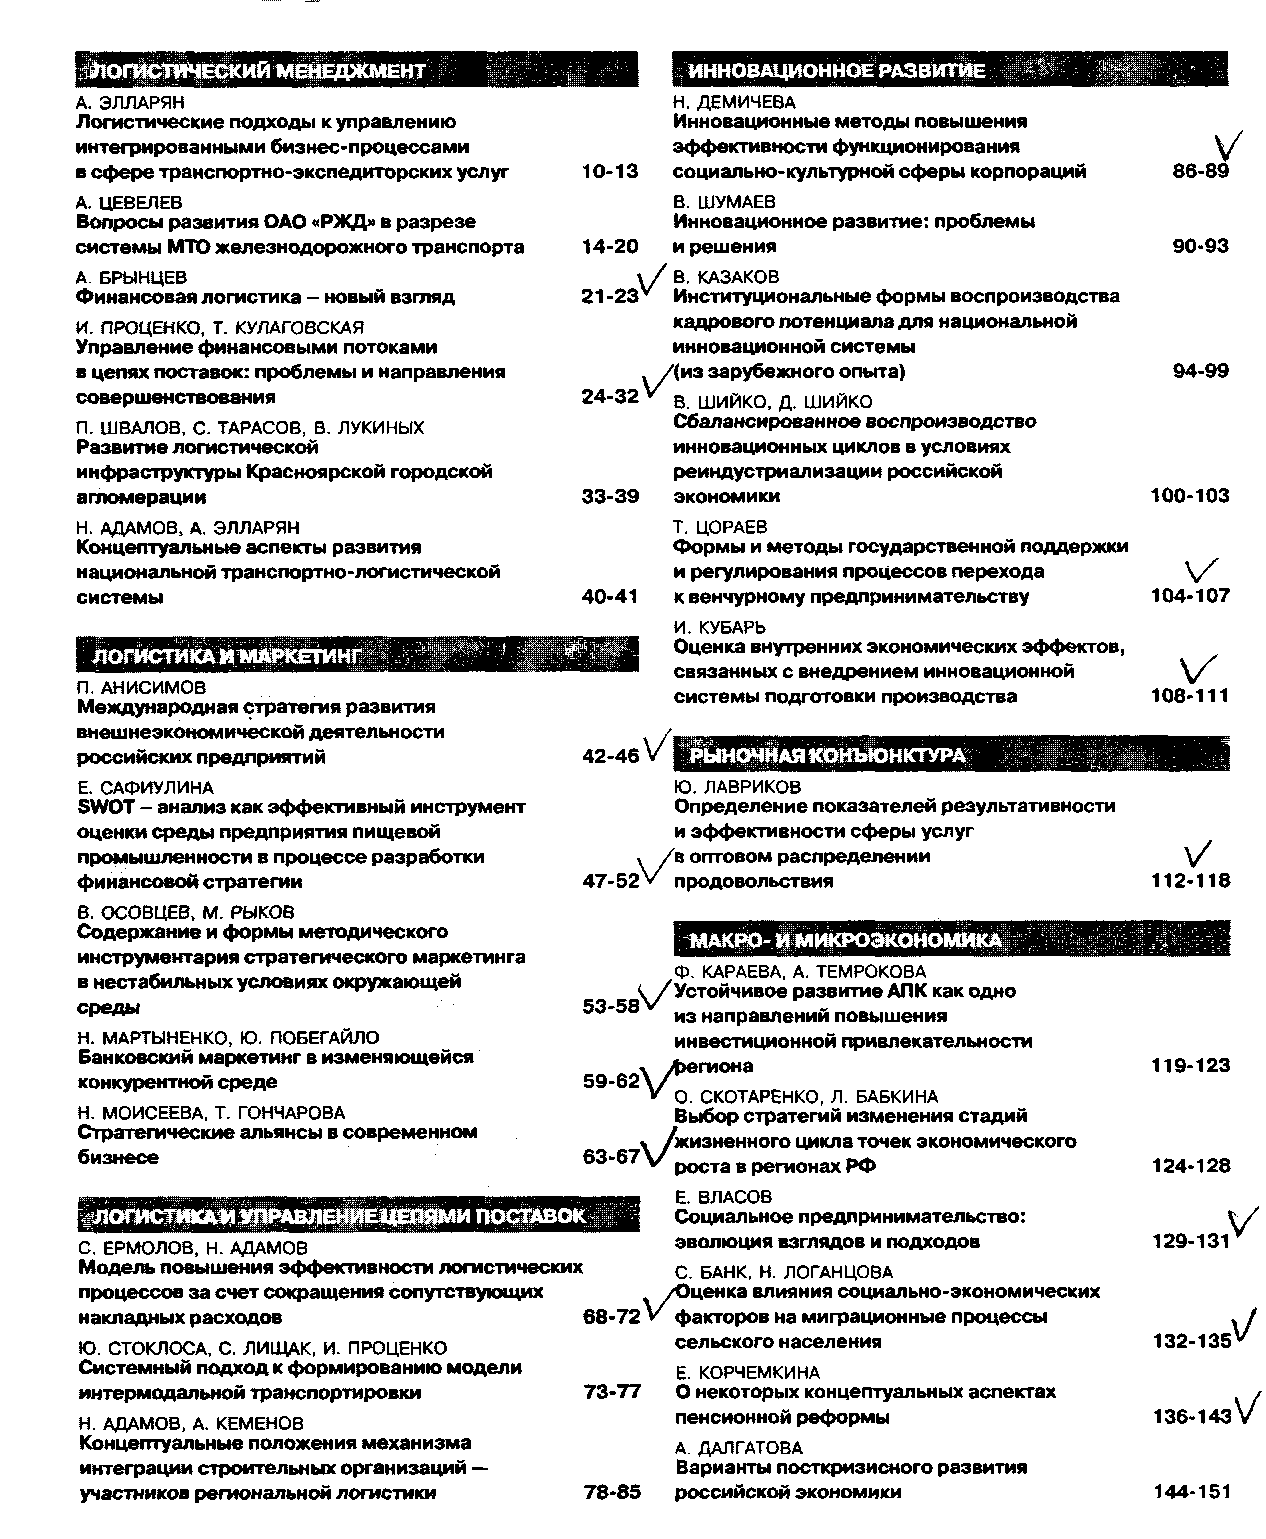 ЛОГИСТИЧЕСКИЙ МЕНЕДЖМЕНТ
А. ЭЛЛАРЯН
Логистические подходы к управлению
интегрированными бизнес-процессами
в сфере транспортно-экспедиторских услуг 10-13
А. ЦЕВЕЛЕВ
Вопросы развития ОАО «РЖД» в разрезе
системы МТО железнодорожного транспорта 14-20
А. БРЫНЦЕВ
Финансовая логистика – новый взгляд 21-23
И. ПРОЦЕНКО, Т. КУЛАГОВСКАЯ
Управление финансовыми потоками
в цепях поставок: проблемы и направления
совершенствования 24-32
П. ШВАЛОВ, С. ТАРАСОВ, В. ЛУКИНЫХ
Развитие логистической
инфраструктуры Красноярской городской
агломерации 33-39
Н. АДАМОВ, А. ЭЛЛАРЯН
Концептуальные аспекты развития
национальной транспортно-логистической
системы 40-41
ЛОГИСТИКА И МАРКЕТИНГ
П. АНИСИМОВ
Международная стратегия развития
внешнеэкономической деятельности
российских предприятий 42-46
Е. САФИУЛИНА
SWOT – анализ как эффективный инструмент
оценки среды предприятия пищевой
промышленности в процессе разработки
финансовой стратегии 47-52
В. ОСОВЦЕВ, М. РЫКОВ
Содержание и формы методического
инструментария стратегического маркетинга
в нестабильных условиях окружающей
среды 53-58
Н. МАРТЫНЕНКО, Ю. ПОБЕГАЙЛО
Банковский маркетинг в изменяющейся
конкурентной среде 59-62
Н. МОИСЕЕВА, Т. ГОНЧАРОВА
Стратегические альянсы в современном
бизнесе 63-67
ЛОГИСТИКА И УПРАВЛЕНИЕ ЦЕПЯМИ ПОСТАВОК
С. ЕРМОЛОВ, Н. АДАМОВ
Модель повышения эффективности логистических
процессов за счет сокращения сопутствующих
накладных расходов 68-72
Ю. СТОКЛОСА, С. ЛИЩАК, И. ПРОЦЕНКО
Системный подход к формированию модели
интермодальной транспортировки 73-77
Н. АДАМОВ, А. КЕМЕНОВ
Концептуальные положения механизма
интеграции строительных организаций —
участников региональной логистики 78-85
ИННОВАЦИОННОЕ РАЗВИТИЕ
Н. ДЕМИЧЕВА
Инновационные методы повышения
эффективности функционирования
социально-культурной сферы корпораций 86-89
В. ШУМАЕВ
Инновационное развитие: проблемы
и решения 90-93
В. КАЗАКОВ
Институциональные формы воспроизводства
кадрового потенциала для национальной
инновационной системы
(из зарубежного опыта) 94-99
В. ШИЙКО, Д. ШИЙКО
Сбалансированное воспроизводство
инновационных циклов в условиях
реиндустриализации российской
экономики 100-103
Т. ЦОРАЕВ
Формы и методы государственной поддержки
и регулирования процессов перехода
к венчурному предпринимательству 104-107
И. КУБАРЬ
Оценка внутренних экономических эффектов,
связанных с внедрением инновационной
системы подготовки производства 108-111
РЫНОЧНАЯ КОНЪЮНКТУРА
Ю. ЛАВРИКОВ
Определение показателей результативности
и эффективности сферы услуг
в оптовом распределении
продовольствия 112-118
МАКРО- И МИКРОЭКОНОМИКА
Ф. КАРАЕВА, А. ТЕМРОКОВА
Устойчивое развитие АПК как одно
из направлений повышения
инвестиционной привлекательности
региона 119-123
О. СКОТАРЕНКО, Л. БАБКИНА
Выбор стратегий изменения стадий
жизненного цикла точек экономического
роста в регионах РФ 124-128
Е. ВЛАСОВ
Социальное предпринимательство:
эволюция взглядов и подходов 129-131
С. БАНК, Н. ЛОГАНЦОВА
Оценка влияния социально-экономических
факторов на миграционные процессы
сельского населения 132-135
Е. КОРЧЕМКИНА
О некоторых концептуальных аспектах
пенсионной реформы 136-143
А. ДАЛГАТОВА
Варианты посткризисного развития
российской экономики 144-151